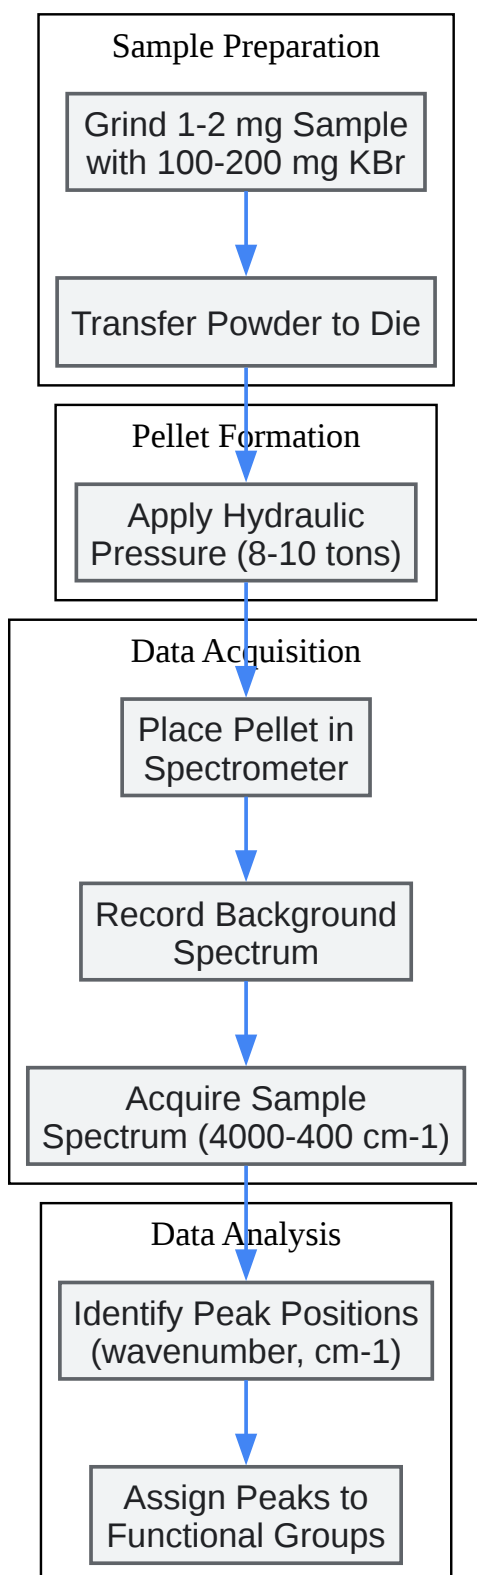 Sample Preparation
Grind 1-2 mg Sample
with 100-200 mg KBr
Transfer Powder to Die
Pellet Formation
Apply Hydraulic
Pressure (8-10 tons)
Data Acquisition
Place Pellet in
Spectrometer
Record Background
Spectrum
Acquire Sample
Spectrum (4000-400 cm-1)
Data Analysis
Identify Peak Positions
(wavenumber, cm-1)
Assign Peaks to
Functional Groups